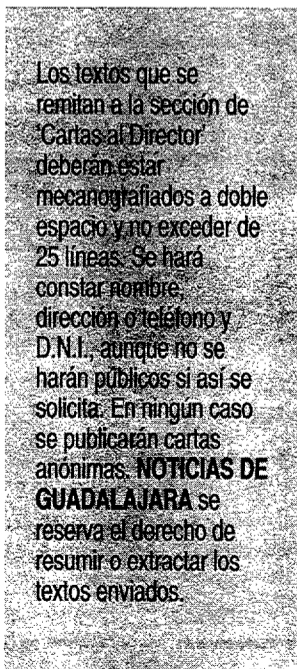 Los textos que se
remitan a la sección de
'Cartas al Director'
deberán estar
mecanografiados a doble
espacio y no exceder de
25 líneas. Se hará
constar nombre,
dirección o teléfono y
D.N.I., aunque no se
harán públicos si así se
solicita. En ningún caso
se publicarán cartas
anónimas. NOTICIAS DE
GUADALAJARA se
reserva el derecho de
resumir o extractar los
textos enviados.